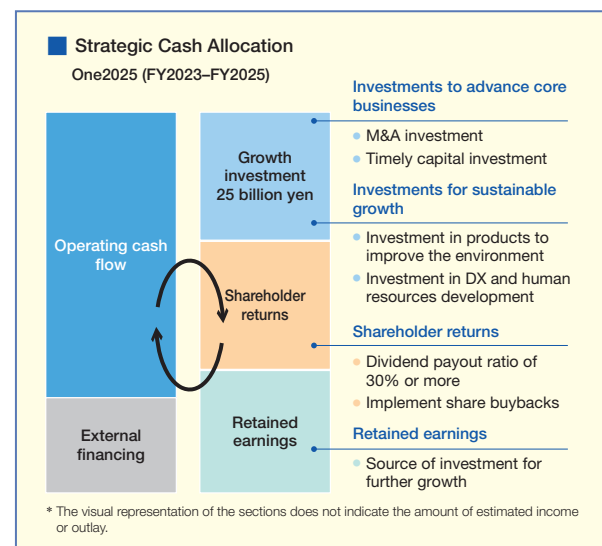 Strategic Cash Allocation
One2025 (FY2023–FY2025)
Operating cash
flow
External
financing
Growth
investment
25 billion yen
Shareholder
returns
Retained
earnings
Investments to advance core
businesses
• M&A investment
• Timely capital investment
Investments for sustainable
growth
• Investment in products to
improve the environment
• Investment in DX and human
resources development
Shareholder returns
• Dividend payout ratio of
30% or more
• Implement share buybacks
Retained earnings
• Source of investment for
further growth
* The visual representation of the sections does not indicate the amount of estimated income
or outlay.